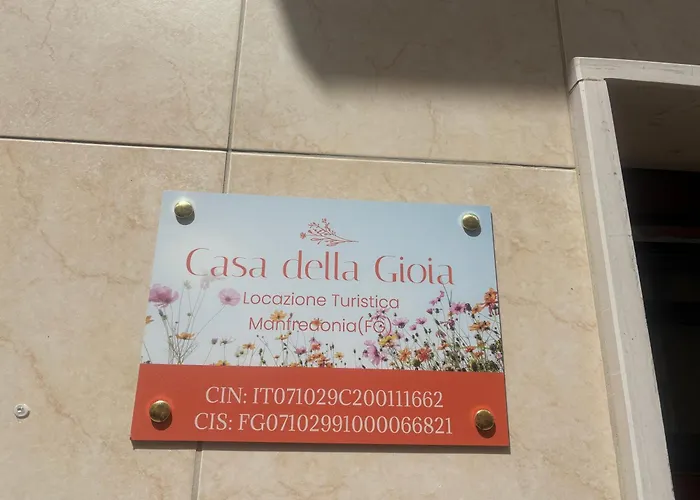 Casa della Gioia
Locazione Turistica
Manfredonia(FG)
CIN: IT071029C200111662
CIS: FG07102991000066821